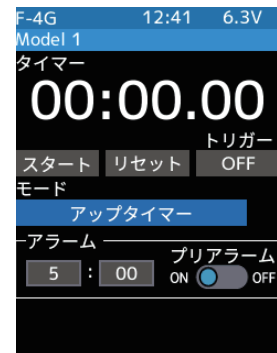 F-4G 12:41 6.3V
Model 1
タイマー
00:00.00
トリガー
スタート リセット OFF
モード
アップタイマー
アラーム
プリアラーム
5 : 00 ON OFF